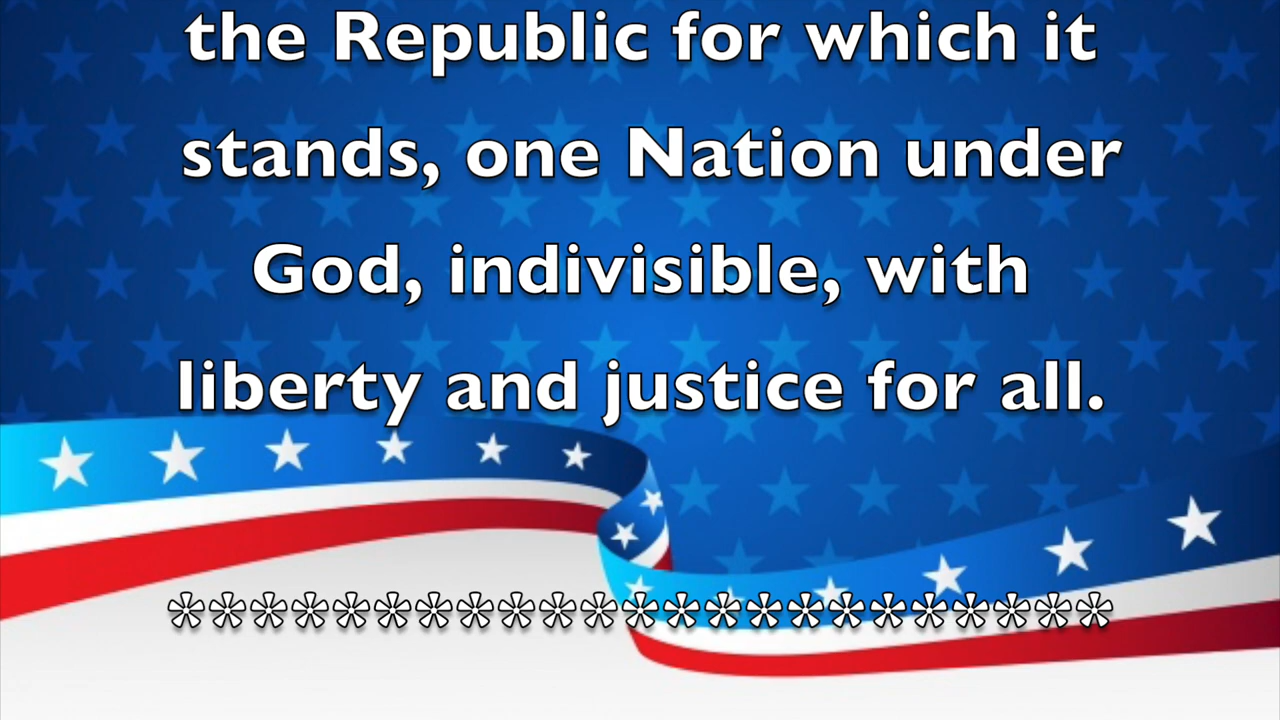 the Republic for which it
stands, one Nation under
God, indivisible, with
liberty and justice for all.
***********************